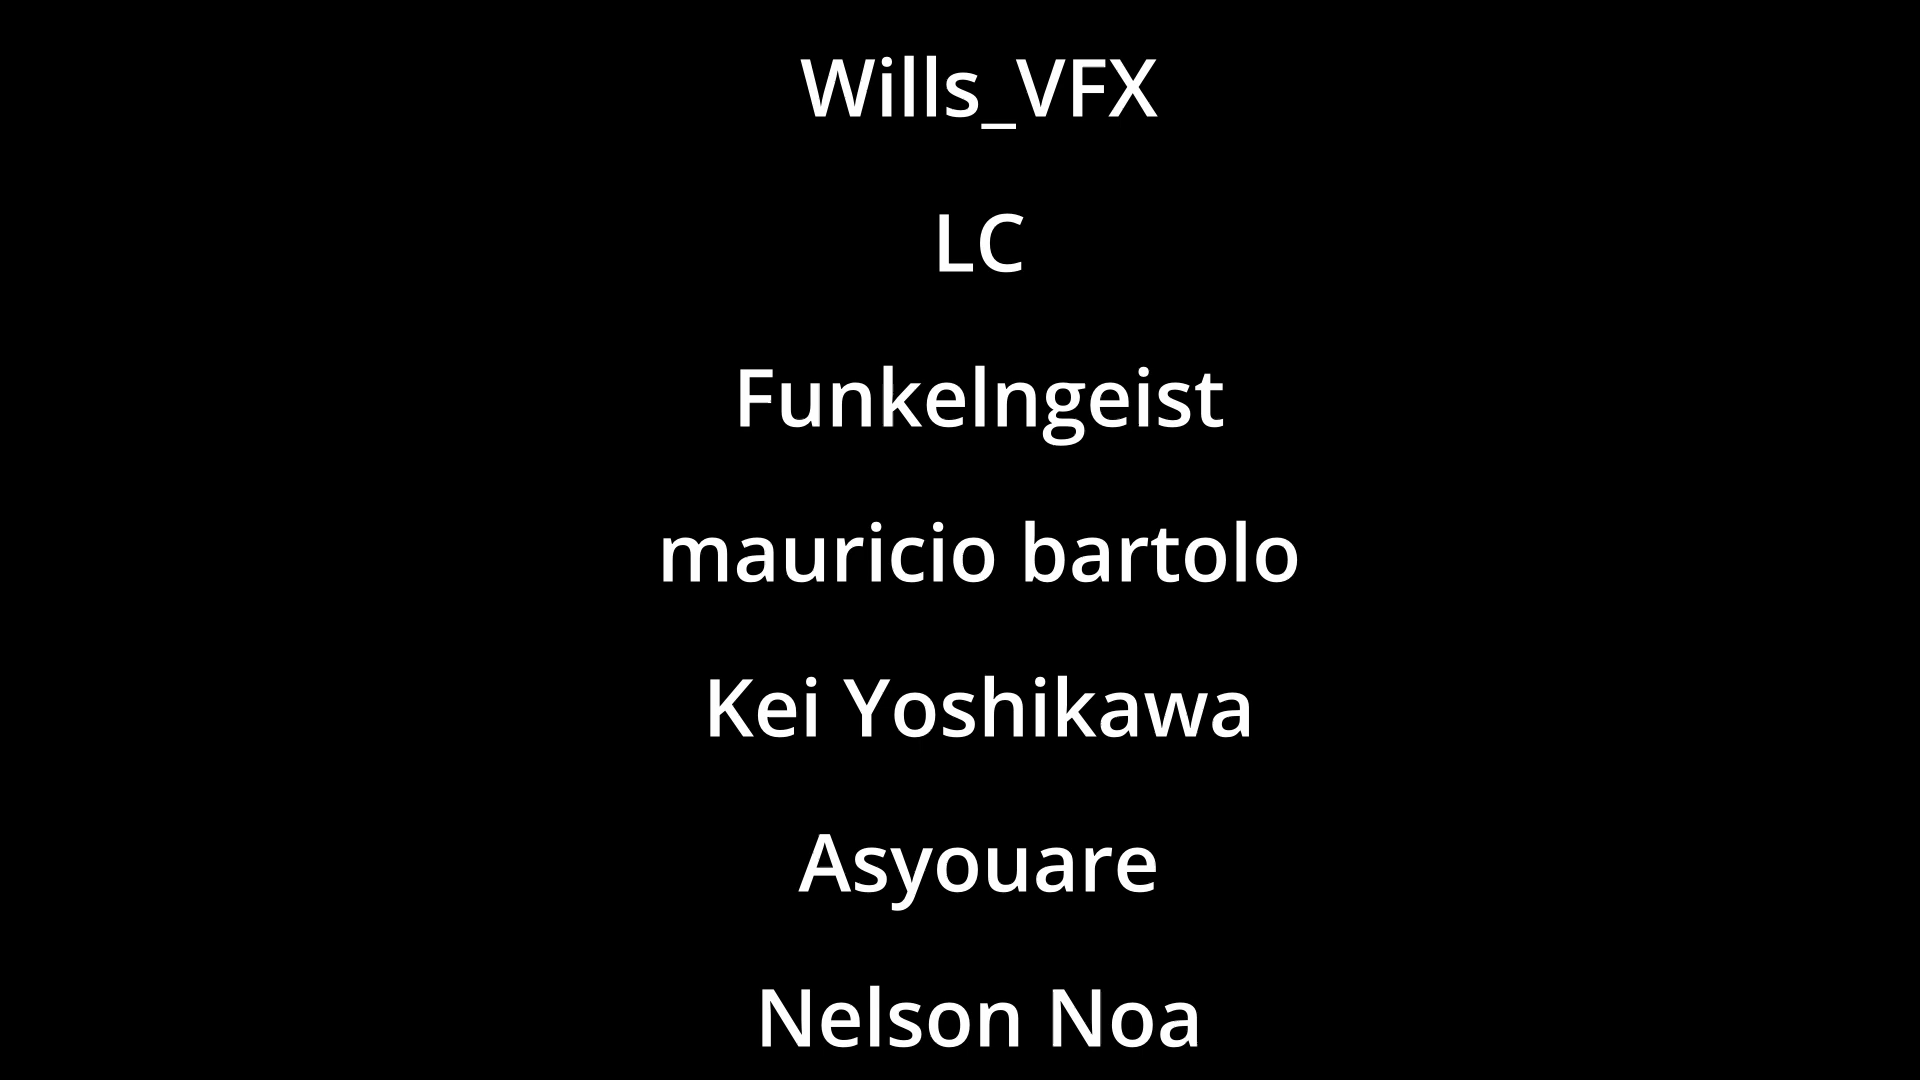 Wills_VFX
LC
Funkelngeist
mauricio bartolo
Kei Yoshikawa
Asyouare
Nelson Noa